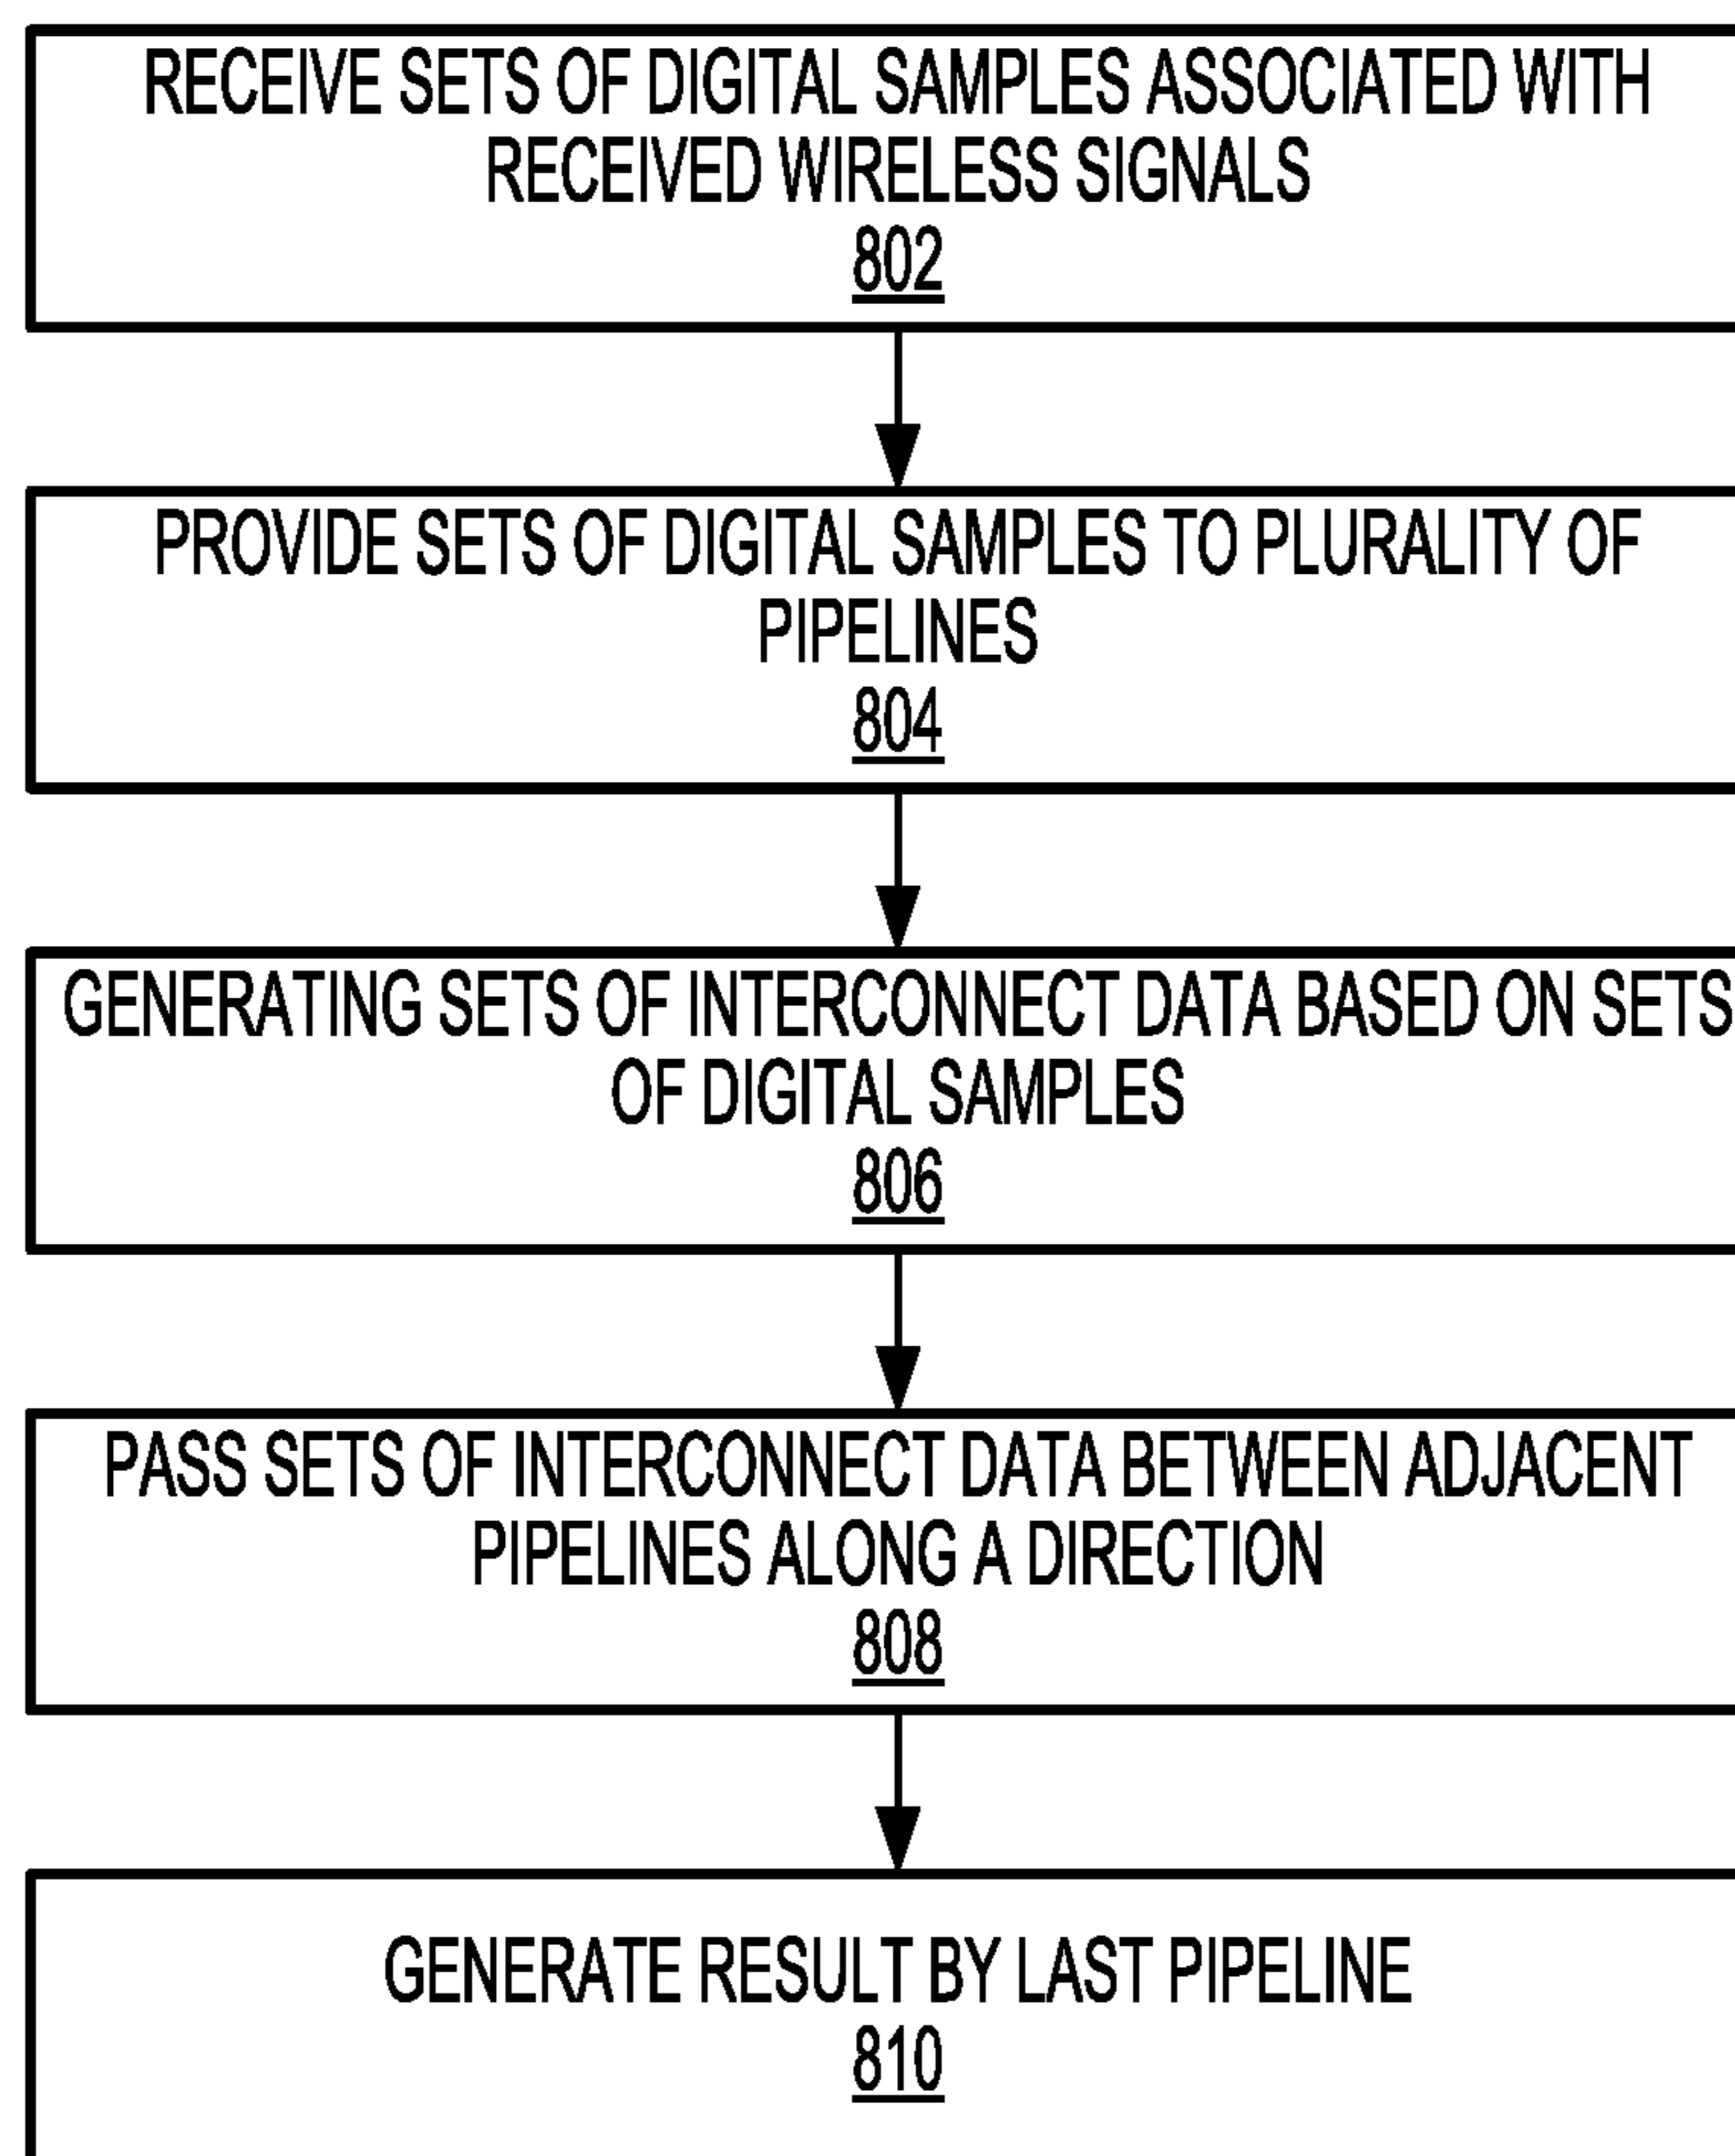 RECEIVE SETS OF DIGITAL SAMPLES ASSOCIATED WITH
RECEIVED WIRELESS SIGNALS
802
PROVIDE SETS OF DIGITAL SAMPLES TO PLURALITY OF
PIPELINES
804
GENERATING SETS OF INTERCONNECT DATA BASED ON SETS
OF DIGITAL SAMPLES
806
PASS SETS OF INTERCONNECT DATA BETWEEN ADJACENT
PIPELINES ALONG A DIRECTION
808
GENERATE RESULT BY LAST PIPELINE
810